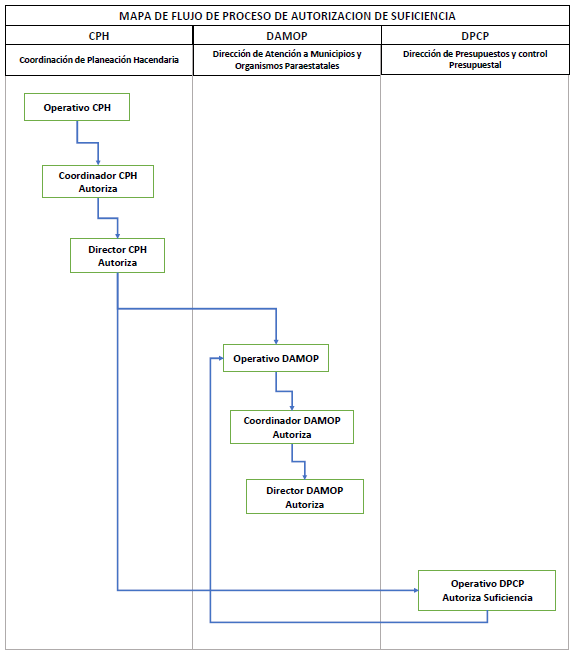 MAPA DE FLUJO DE PROCESO DE AUTORIZACION DE SUFICIENCIA
CPH
DAMOP
DPCP
Coordinación de Planeación Hacendaria
Dirección de Atención a Municipios y
Organismos Paraestatales
Dirección de Presupuestos y control
Presupuestal
Operativo CPH
Coordinador CPH
Autoriza
Director CPH
Autoriza
Operativo DAMOP
Coordinador DAMOP
Autoriza
Director DAMOP
Autoriza
Operativo DPCP
Autoriza Suficiencia